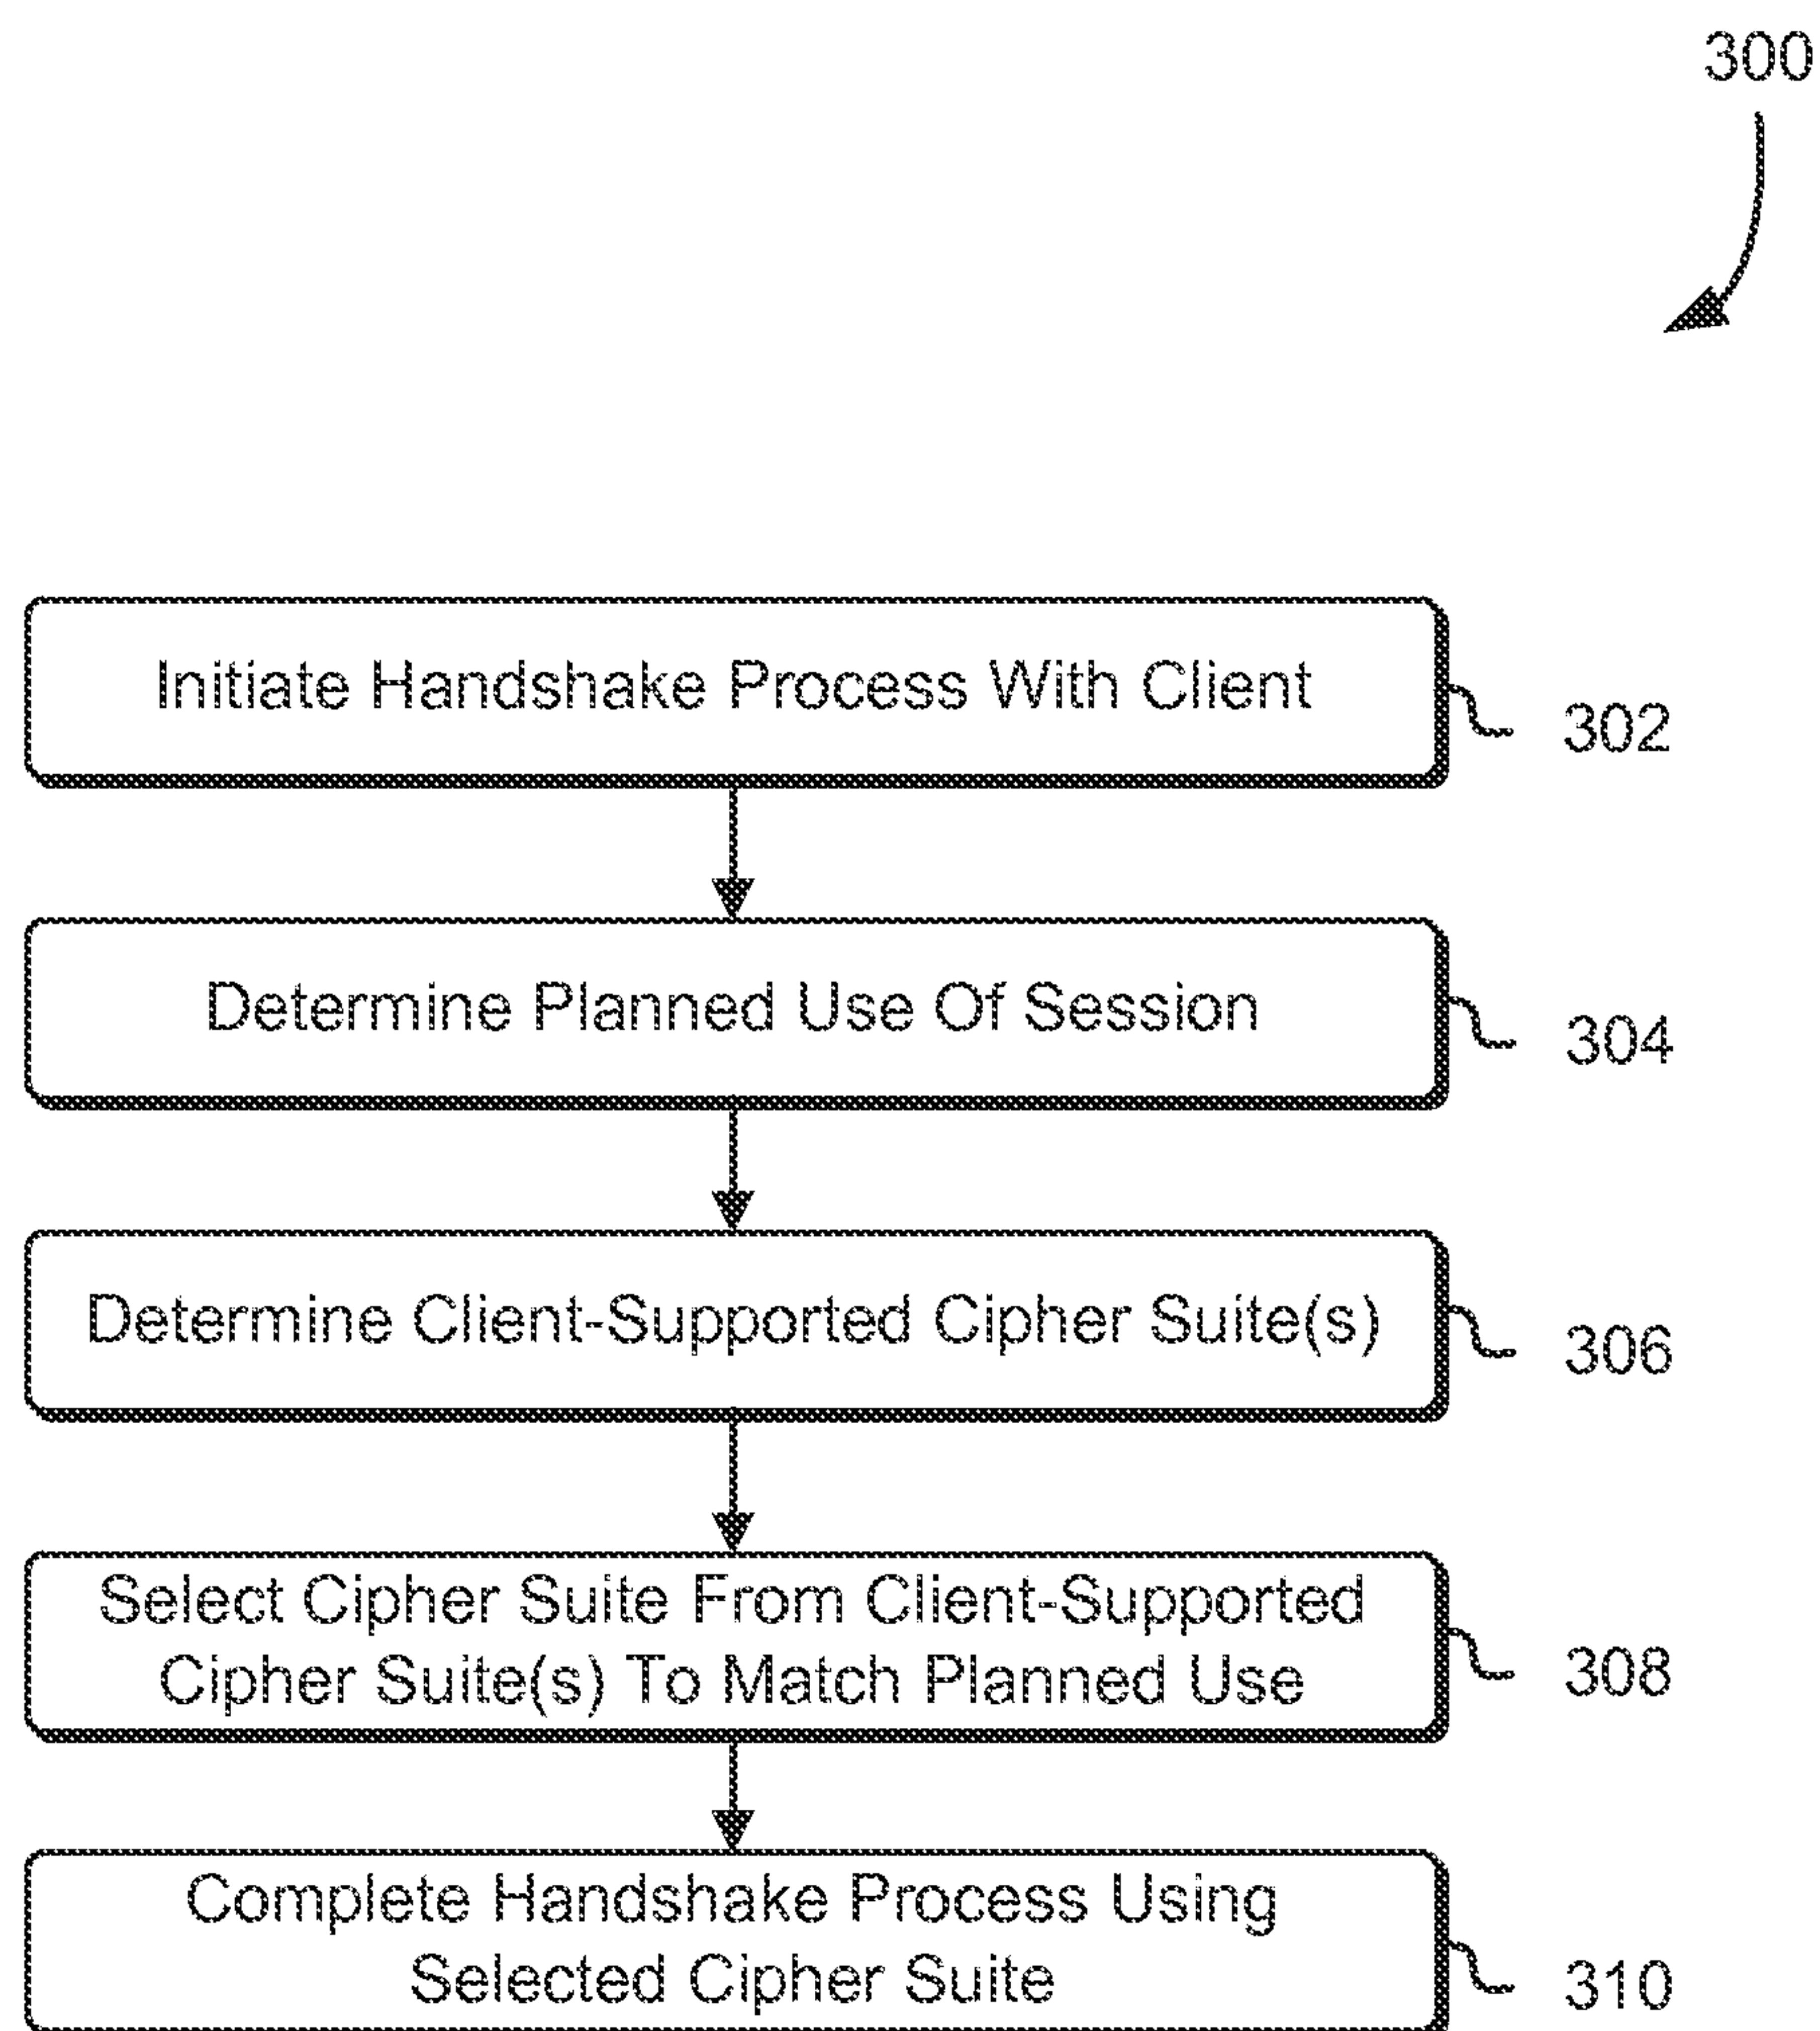 300
Initiate Handshake Process With Client
302
Determine Planned Use Of Session
304
Determine Client-Supported Cipher Suite(s)
306
Select Cipher Suite From Client-Supported
Cipher Suite(s) To Match Planned Use
308
Complete Handshake Process Using
Selected Cipher Suite
310